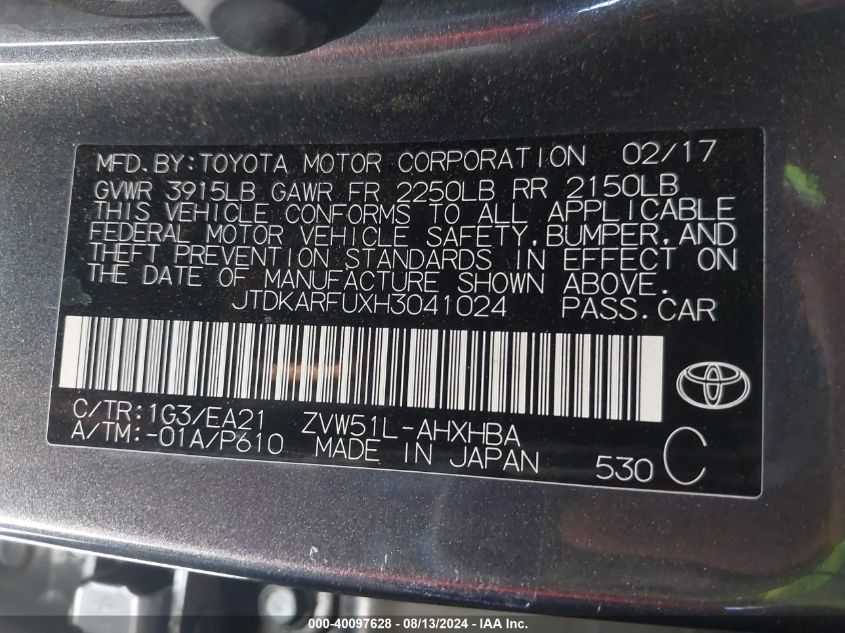 MFD.BY:TOYOTA MOTOR CORPORATION 02/17
GVWR 3915LB GAWR FR 2250LB RR 2150LB
THIS VEHICLE CONFORMS TO ALL APPLICABLE
FEDERAL MOTOR VEHICLE SAFETY,BUMPER,AND
THEFT PREVENTION STANDARDS IN EFFECT ON
THE DATE OF MANUFACTURE SHOWN ABOVE.
JTDKARFUXH3041024 PASS.CAR
C/TR:1G3/EA21 ZVW51L-AHXHBA
A/TM:-01A/P610 MADE IN JAPAN 530 C
000-40097628 - 08/13/2024 - IAA Inc.